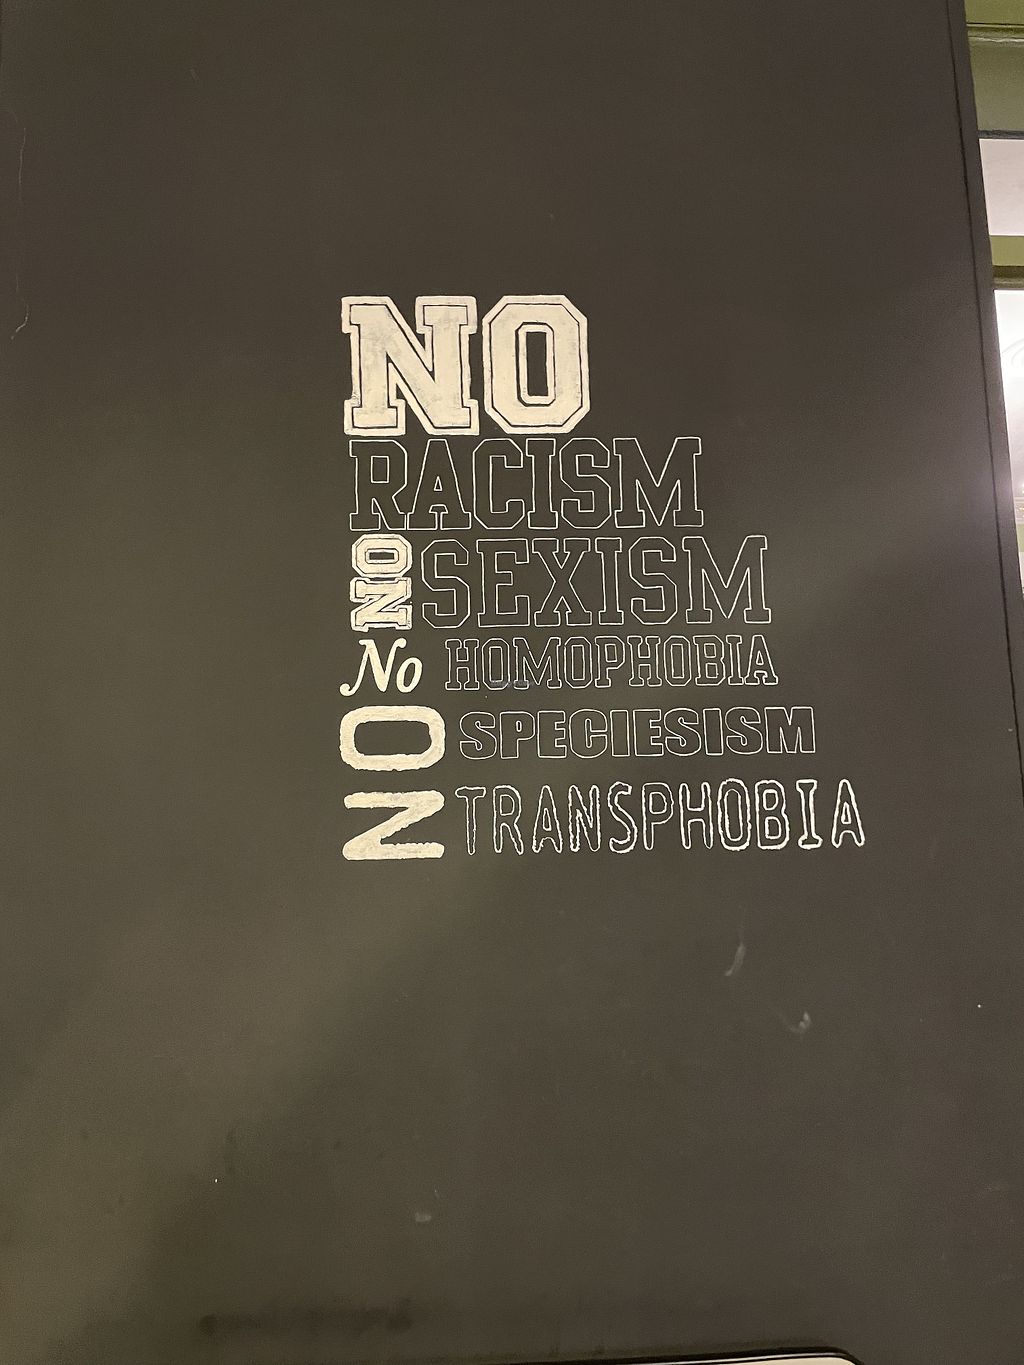 NO
RACISM
NO SEXISM
No HOMOPHOBIA
NO SPECIESISM
TRANSPHOBIA